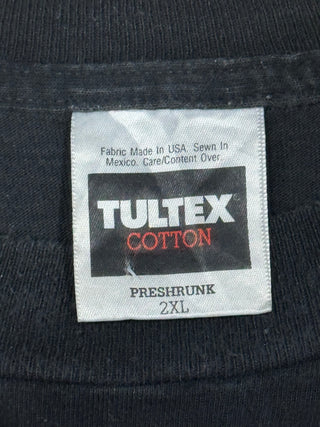 Fabric Made In USA. Sewn In
Mexico. Care/Content Over.
TULTEX
COTTON
PRESHRUNK
2XL